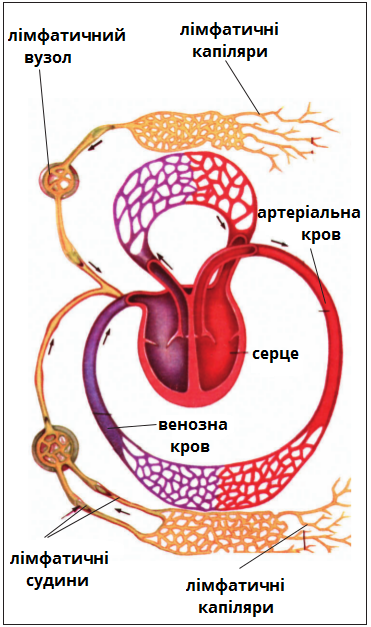 лімфатичний
вузол
лімфатичні
капіляри
артеріальна
кров
серце
венозна
кров
лімфатичні
судини
лімфатичні
капіляри